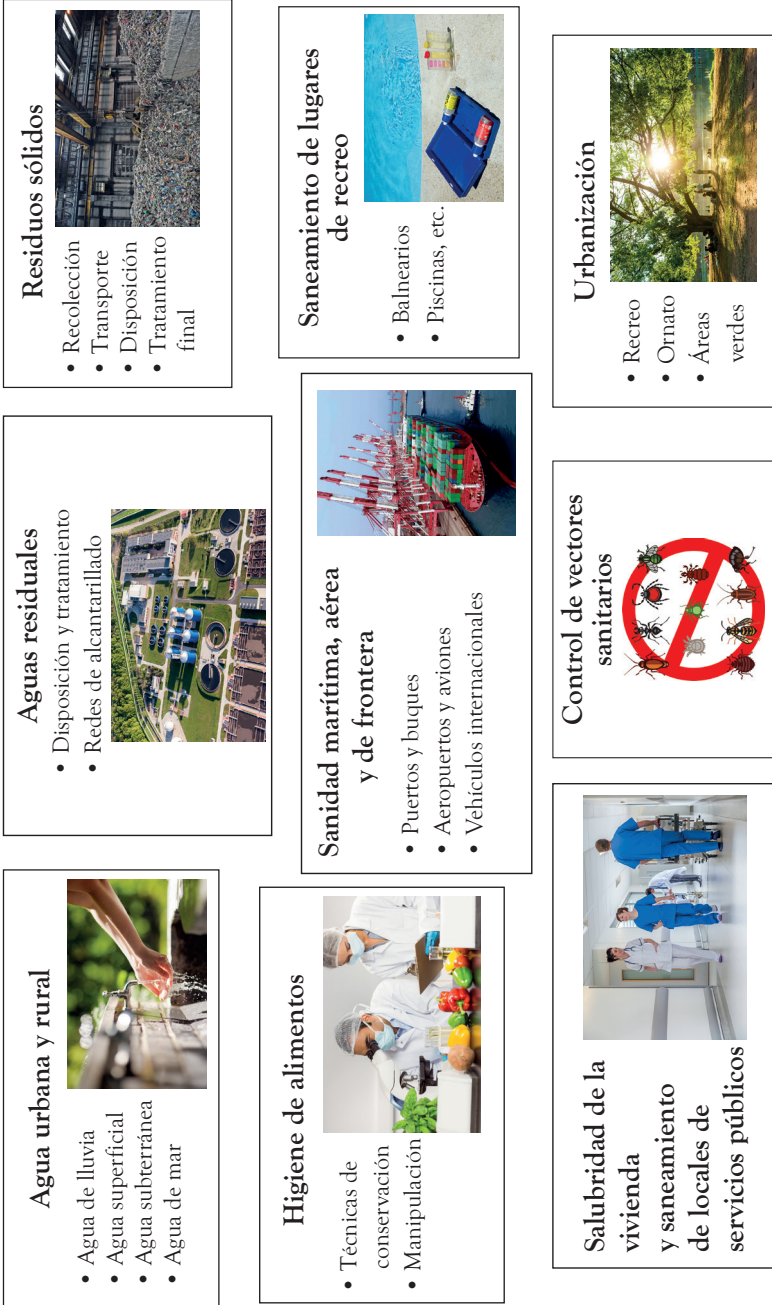 Agua urbana y rural
• Agua de lluvia
• Agua superficial
• Agua subterránea
• Agua de mar
Aguas residuales
• Disposición y tratamiento
• Redes de alcantarillado
Residuos sólidos
• Recolección
• Transporte
• Disposición
• Tratamiento
final
Higiene de alimentos
• Técnicas de
conservación
• Manipulación
Sanidad marítima, aérea
y de frontera
• Puertos y buques
• Aeropuertos y aviones
• Vehículos internacionales
Saneamiento de lugares
de recreo
• Balnearios
• Piscinas, etc.
Salubridad de la
vivienda
y saneamiento
de locales de
servicios públicos
Control de vectores
sanitarios
Urbanización
• Recreo
• Ornato
• Áreas
verdes